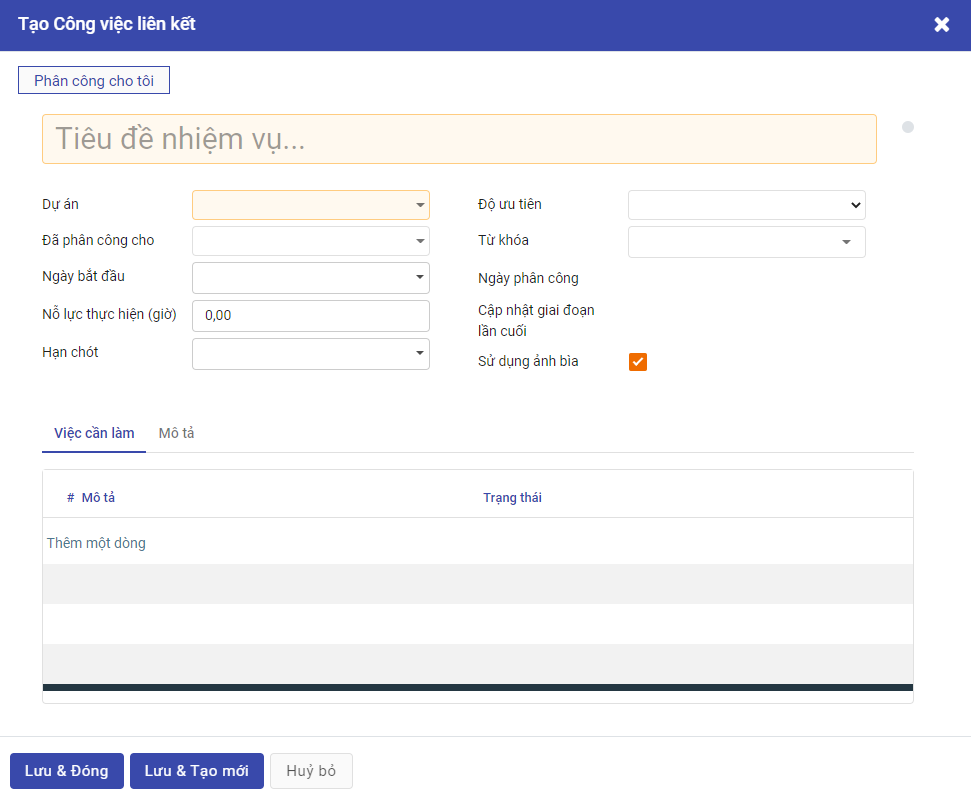 Tạo Công việc liên kết
Phân công cho tôi
Tiêu đề nhiệm vụ...
Dự án
Độ ưu tiên
Đã phân công cho
Từ khóa
Ngày bắt đầu
Ngày phân công
Nỗ lực thực hiện (giờ) 0,00
Cập nhật giai đoạn
lần cuối
Hạn chót
Sử dụng ảnh bìa
Việc cần làm Mô tả
# Mô tả Trạng thái
Thêm một dòng
Lưu & Đóng Lưu & Tạo mới Huỷ bỏ